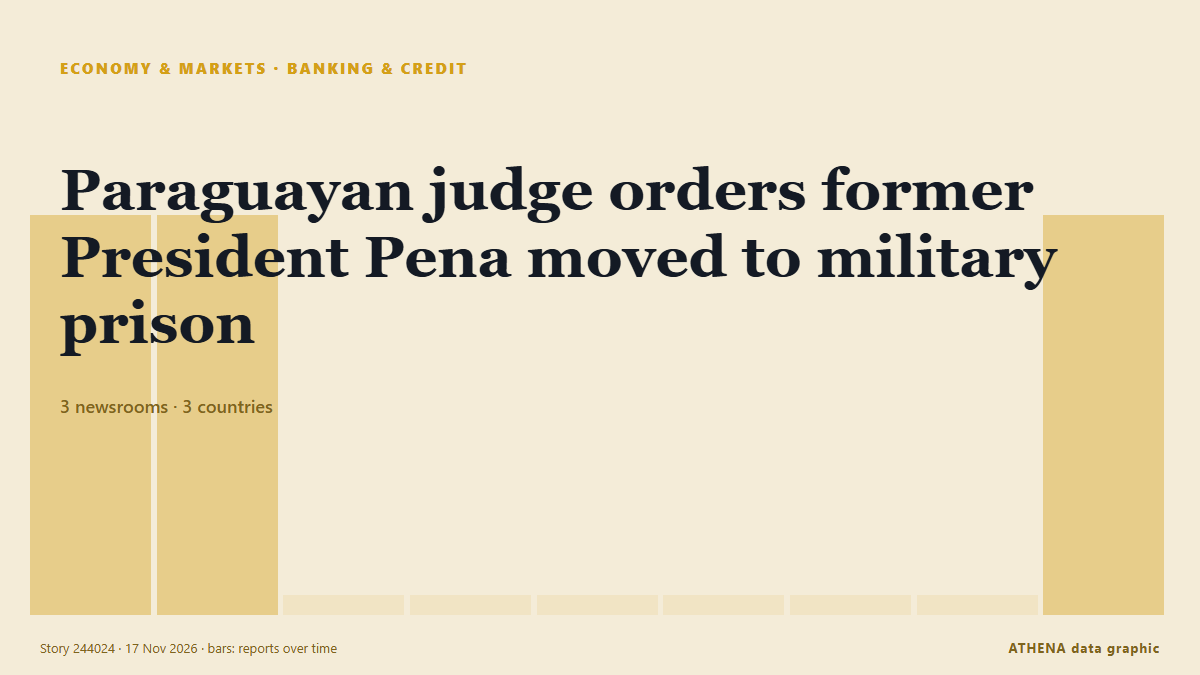 ECONOMY & MARKETS · BANKING & CREDIT
Paraguayan judge orders former
President Pena moved to military
prison
3 newsrooms · 3 countries
Story 244024 · 17 Nov 2026 · bars: reports over time
ATHENA data graphic